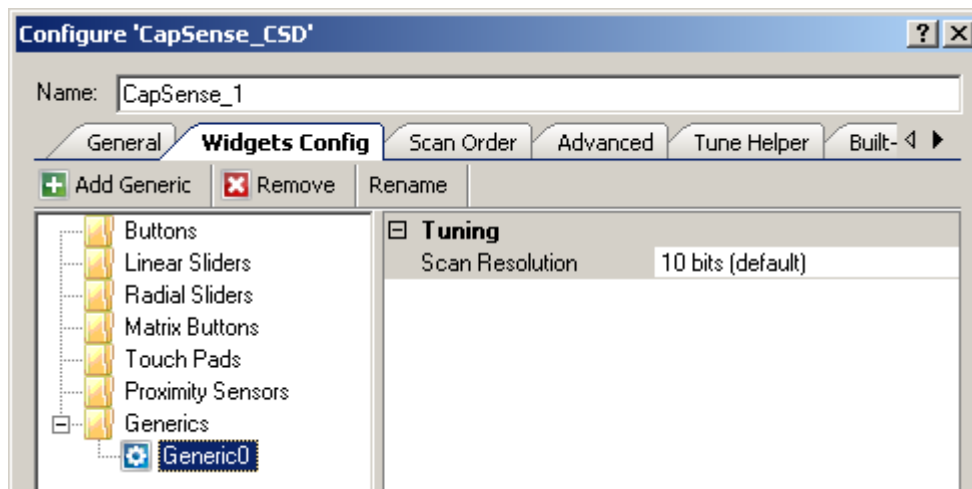 Configure 'CapSense_CSD'
Name: CapSense_1
General Widgets Config Scan Order Advanced Tune Helper Built-
Add Generic Remove Rename
Buttons
Linear Sliders
Radial Sliders
Matrix Buttons
Touch Pads
Proximity Sensors
Generics
Generic0
Tuning
Scan Resolution 10 bits (default)